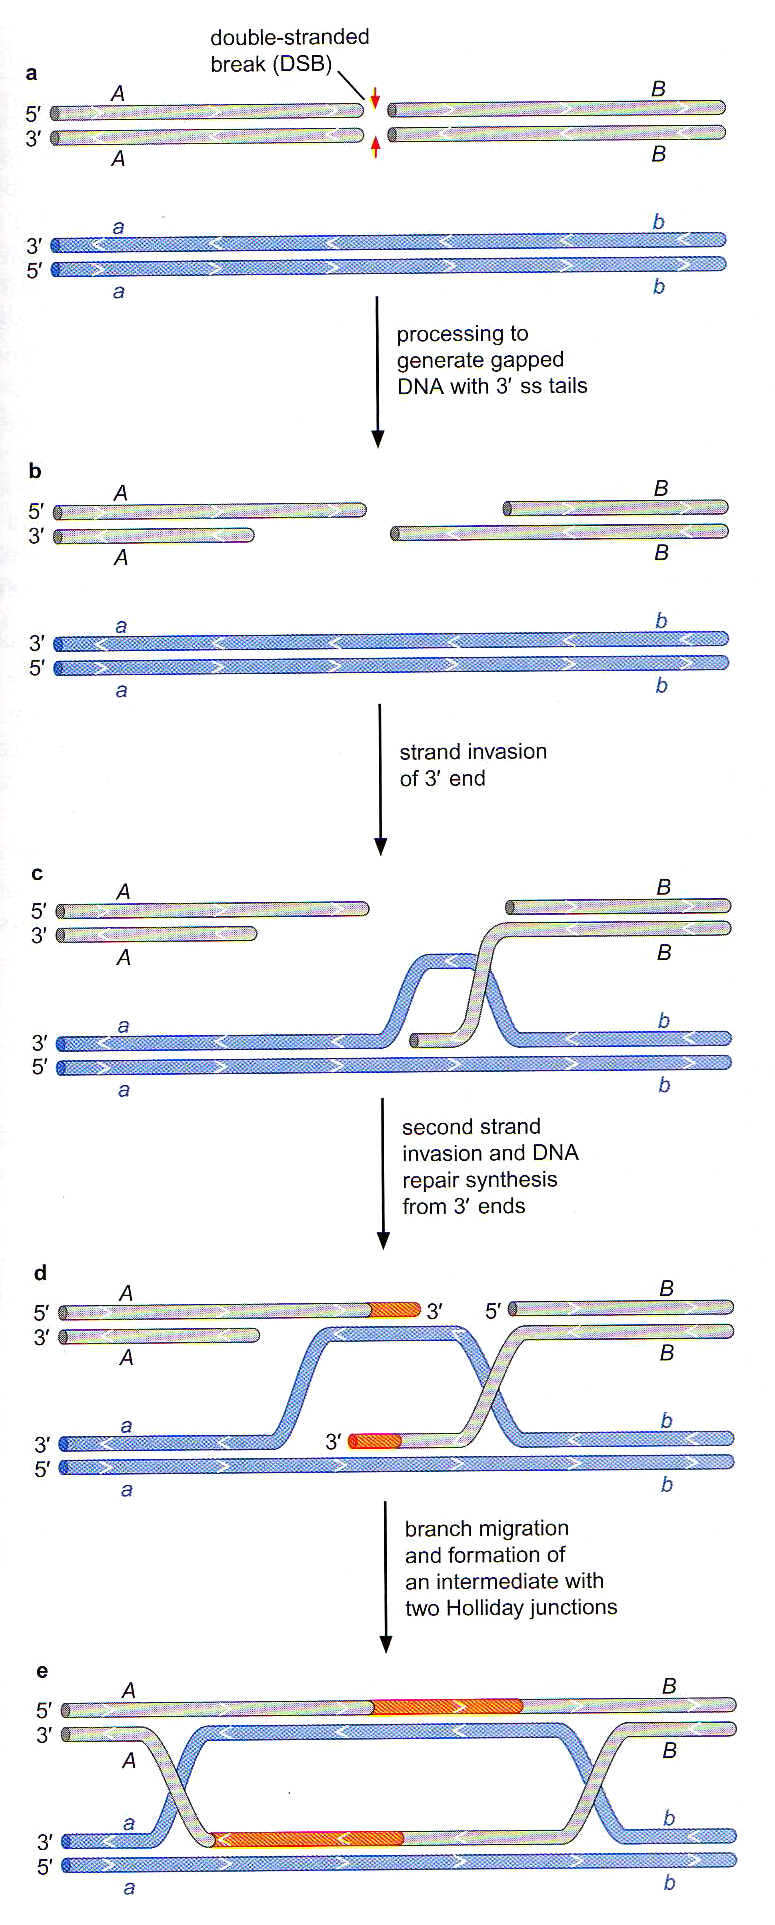 double-stranded
break (DSB)
a
A
B
5′
3′
A
B
a
b
3′
5′
a
b
processing to
generate gapped
DNA with 3′ ss tails
b
A
B
5′
3′
A
B
a
b
3′
5′
a
b
strand invasion
of 3′ end
c
A
B
5′
3′
A
B
a
b
3′
5′
a
b
second strand
invasion and DNA
repair synthesis
from 3′ ends
d
A
B
5′ 3′ 5′
3′
A
B
a
b
3′ 3′
5′
a
b
branch migration
and formation of
an intermediate with
two Holliday junctions
e
A
B
5′
3′
A
B
a
b
3′
5′
a
b